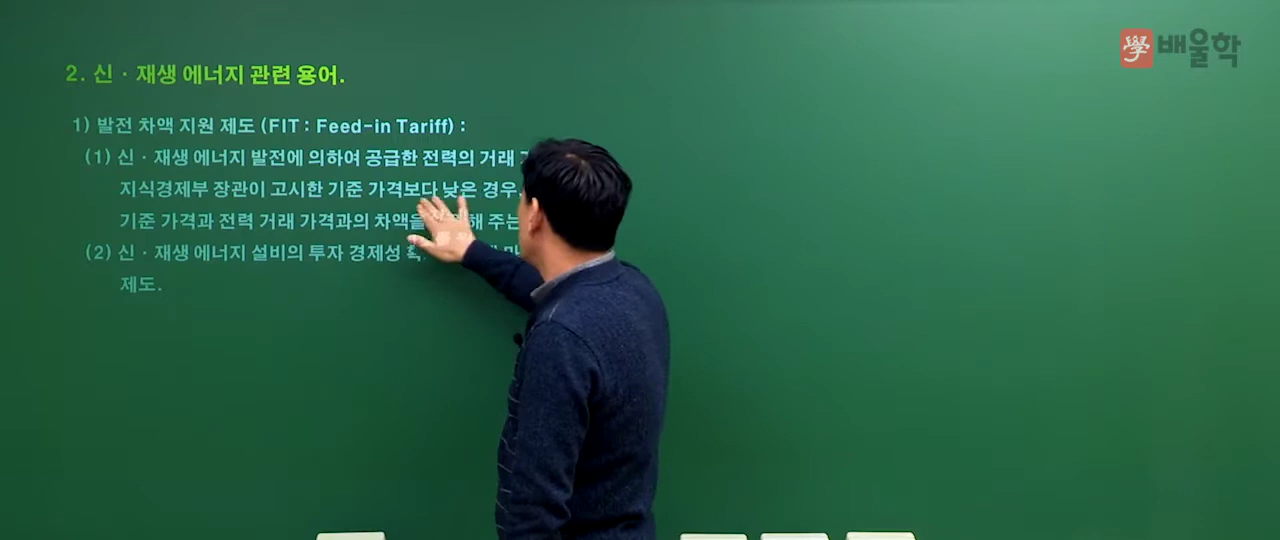 學 배울학
2. 신 · 재생 에너지 관련 용어.
1) 발전 차액 지원 제도 (FIT : Feed-in Tariff) :
(1) 신 · 재생 에너지 발전에 의하여 공급한 전력의 거래
지식경제부 장관이 고시한 기준 가격보다 낮은 경우,
기준 가격과 전력 거래 가격과의 차액을 주는
(2) 신 · 재생 에너지 설비의 투자 경제성
제도.